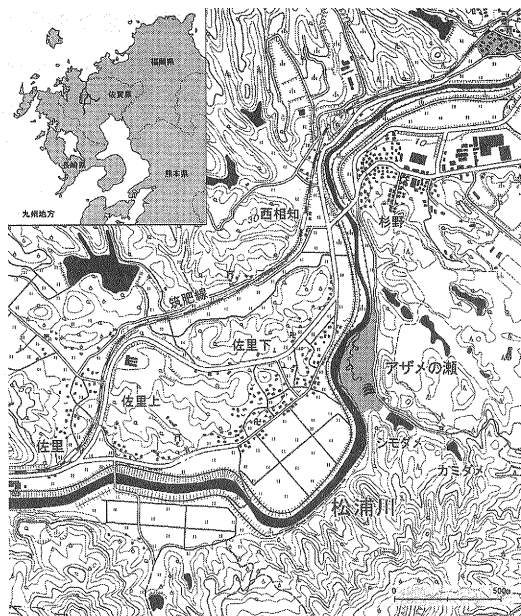 福岡県
佐賀県
長崎県
熊本県
九州地方
西相知
杉野
筑肥線
佐里下
アザメの瀬
佐里上
佐里
シモダメ
カミダメ
松浦川
0
500m